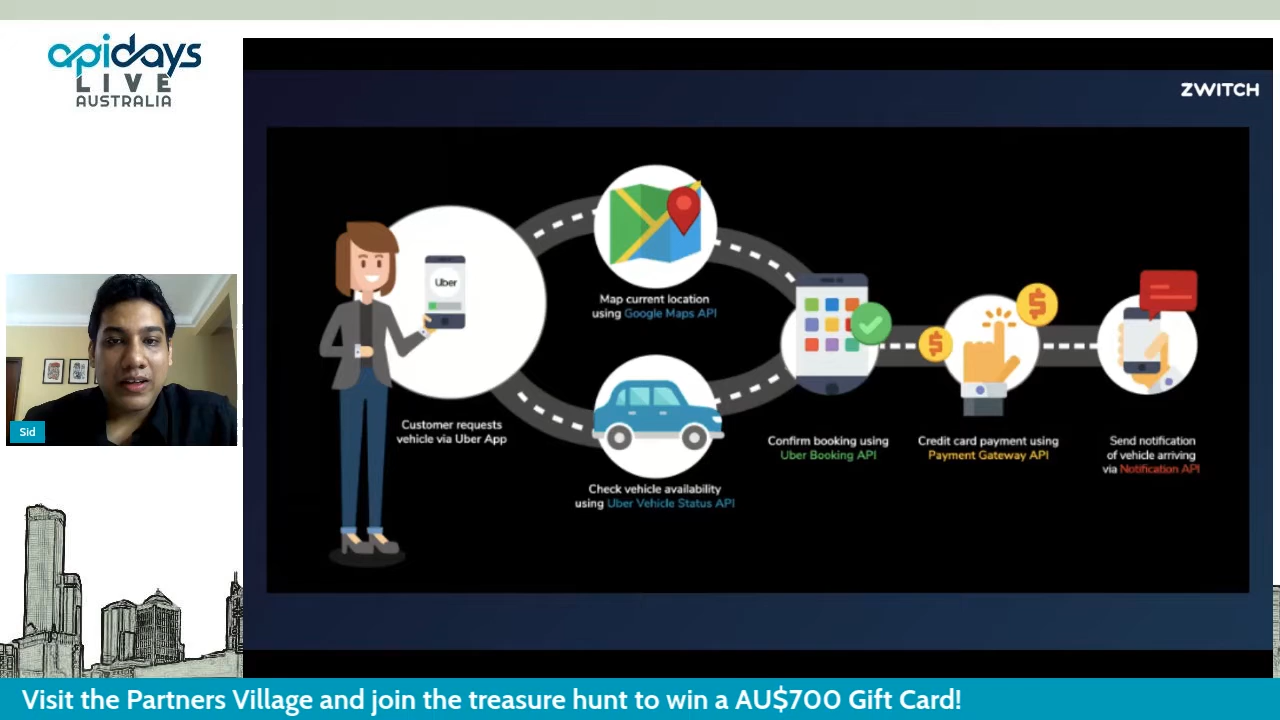 apidays
LIVE
AUSTRALIA
ZWITCH
Uber
Map current location
using Google Maps API
Customer requests
vehicle via Uber App
Check vehicle availability
using Uber Vehicle Status API
Confirm booking using
Uber Booking API
Credit card payment using
Payment Gateway API
Send notification
of vehicle arriving
via Notification API
Sid
Visit the Partners Village and join the treasure hunt to win a AU$700 Gift Card!